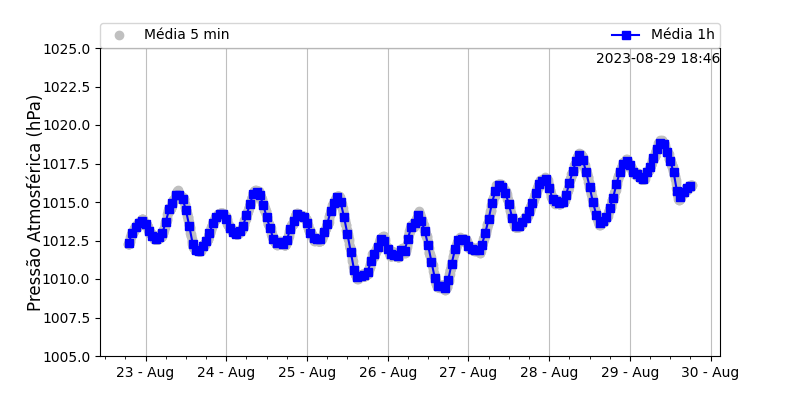 Média 5 min
Média 1h
2023-08-29 18:46
Pressão Atmosférica (hPa)
1025.0
1022.5
1020.0
1017.5
1015.0
1012.5
1010.0
1007.5
1005.0
23 - Aug
24 - Aug
25 - Aug
26 - Aug
27 - Aug
28 - Aug
29 - Aug
30 - Aug